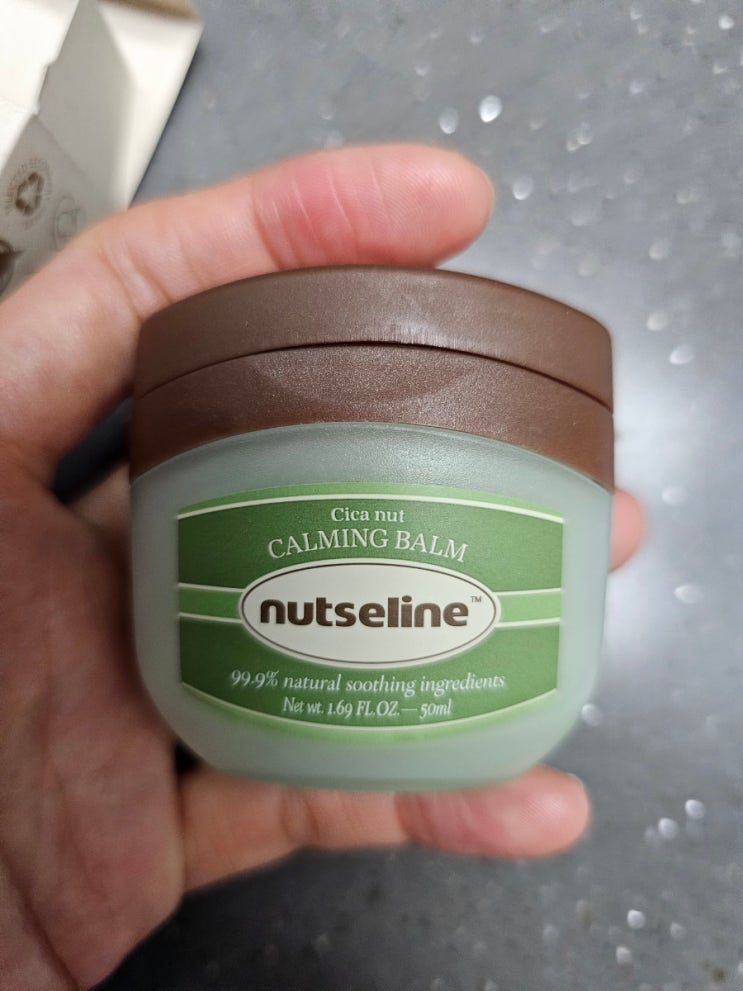 Cica nut
CALMING BALM
nutseline™
99.9% natural soothing ingredients
Net wt. 1.69 FL.OZ.— 50ml